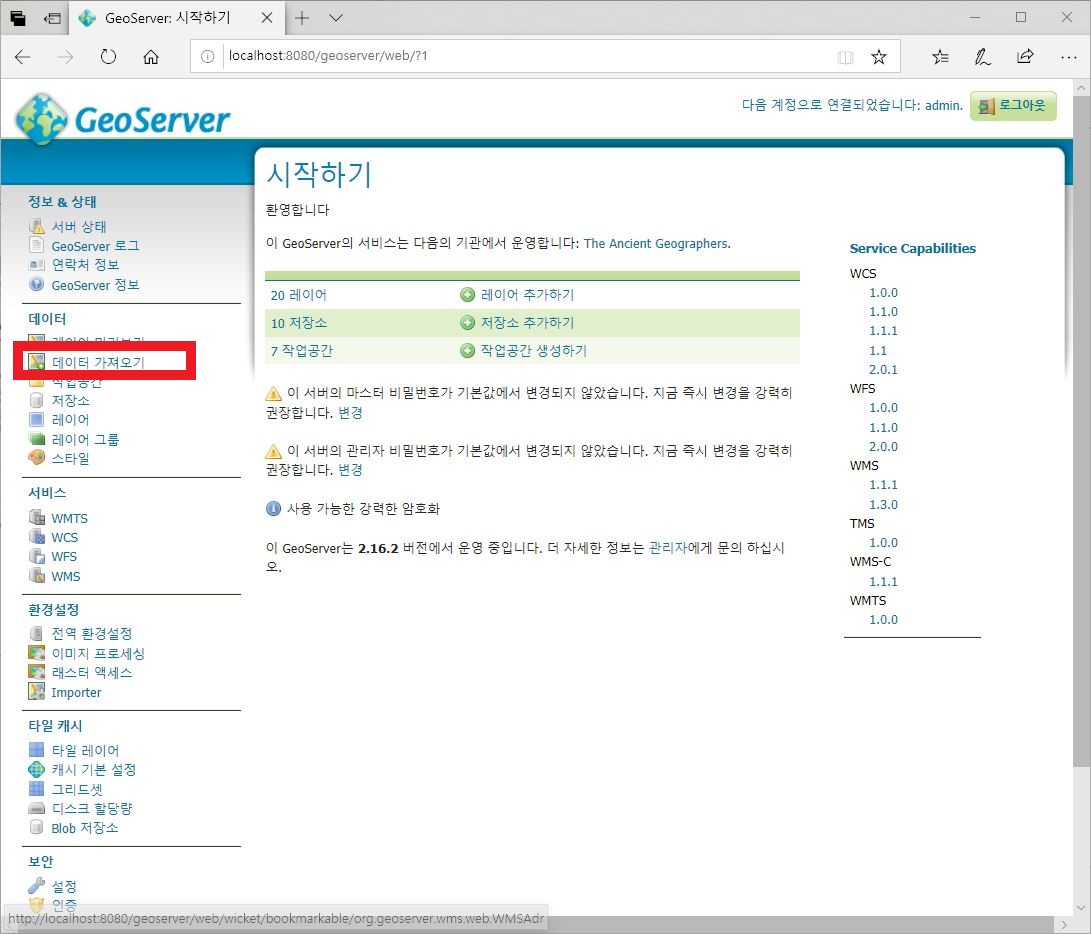 GeoServer: 시작하기
localhost:8080/geoserver/web/?1
GeoServer
다음 계정으로 연결되었습니다: admin.
로그아웃
정보 & 상태
서버 상태
GeoServer 로그
연락처 정보
GeoServer 정보
데이터
데이터 가져오기
작업공간
저장소
레이어
레이어 그룹
스타일
서비스
WMTS
WCS
WFS
WMS
환경설정
전역 환경설정
이미지 프로세싱
래스터 액세스
Importer
타일 캐시
타일 레이어
캐시 기본 설정
그리드셋
디스크 할당량
Blob 저장소
보안
설정
인증
시작하기
환영합니다
이 GeoServer의 서비스는 다음의 기관에서 운영합니다: The Ancient Geographers.
20 레이어 레이어 추가하기
10 저장소 저장소 추가하기
7 작업공간 작업공간 생성하기
이 서버의 마스터 비밀번호가 기본값에서 변경되지 않았습니다. 지금 즉시 변경을 강력히
권장합니다. 변경
이 서버의 관리자 비밀번호가 기본값에서 변경되지 않았습니다. 지금 즉시 변경을 강력히
권장합니다. 변경
사용 가능한 강력한 암호화
이 GeoServer는 2.16.2 버전에서 운영 중입니다. 더 자세한 정보는 관리자에게 문의 하십시
오.
Service Capabilities
WCS
1.0.0
1.1.0
1.1.1
1.1
2.0.1
WFS
1.0.0
1.1.0
2.0.0
WMS
1.1.1
1.3.0
TMS
1.0.0
WMS-C
1.1.1
WMTS
1.0.0
http://localhost:8080/geoserver/web/wicket/bookmarkable/org.geoserver.wms.web.WMSAdr